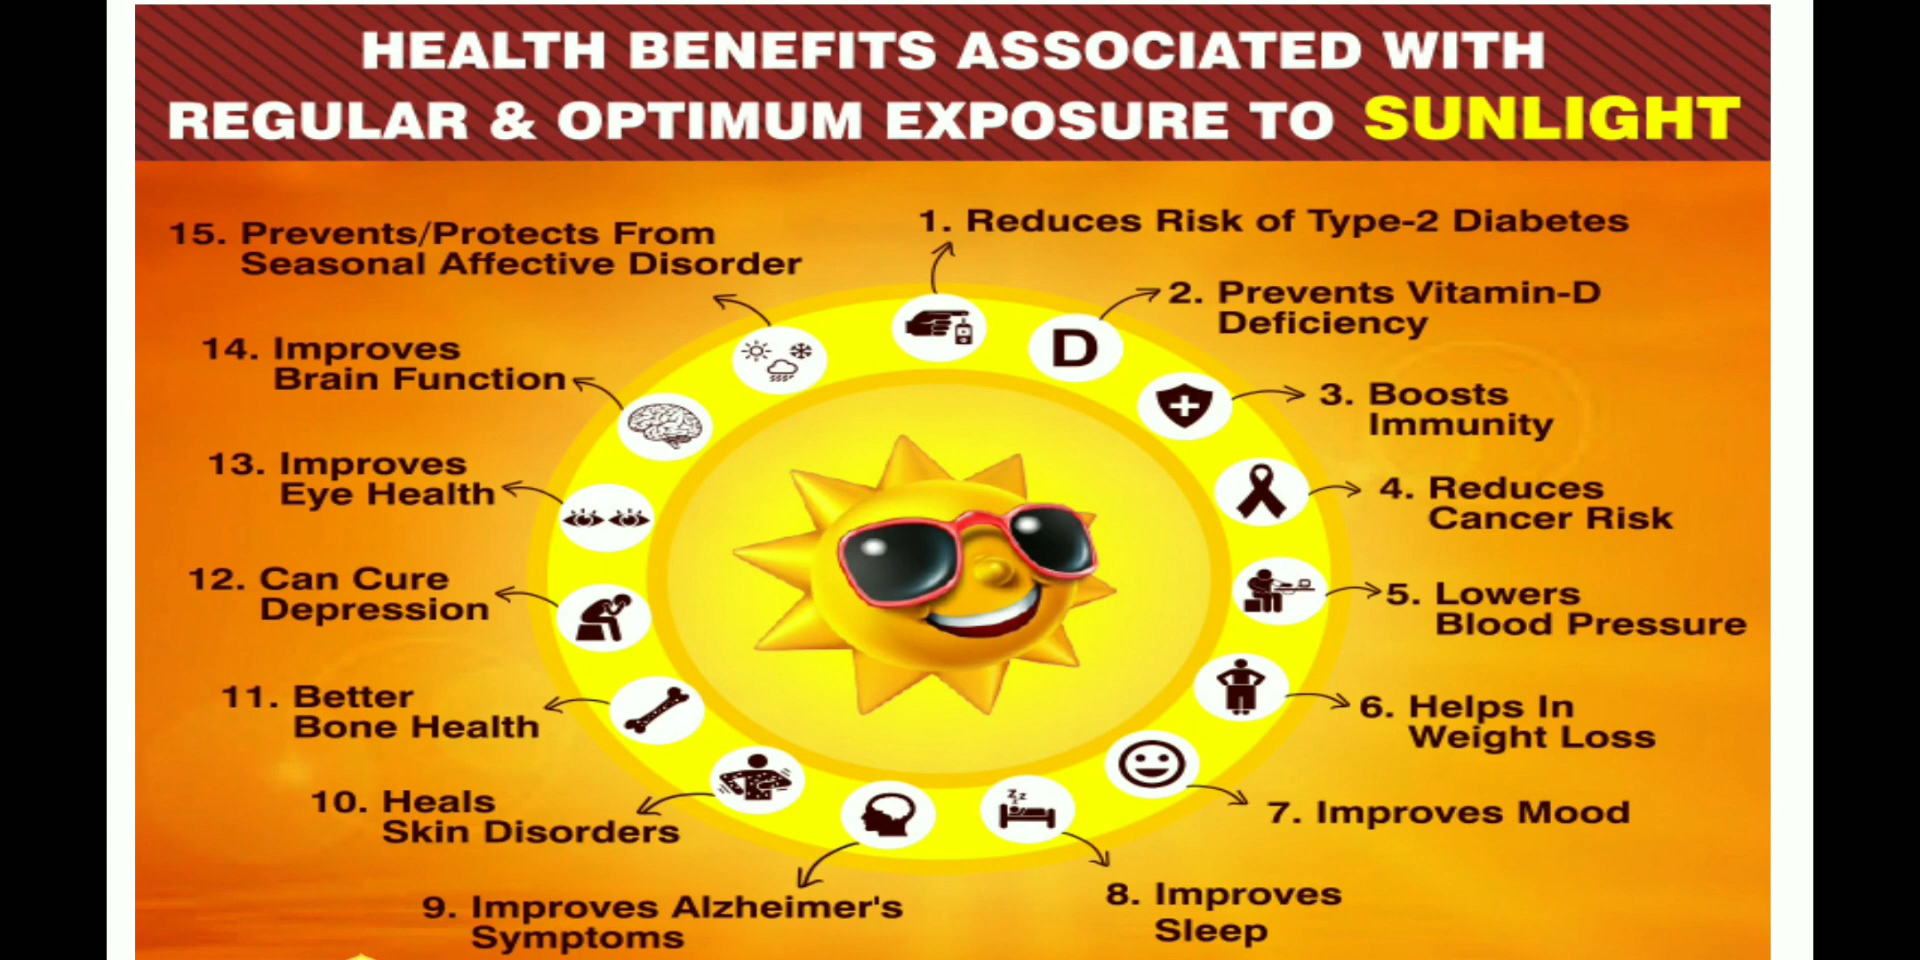 HEALTH BENEFITS ASSOCIATED WITH
REGULAR & OPTIMUM EXPOSURE TO SUNLIGHT
1. Reduces Risk of Type-2 Diabetes
2. Prevents Vitamin-D
Deficiency
3. Boosts
Immunity
4. Reduces
Cancer Risk
5. Lowers
Blood Pressure
6. Helps In
Weight Loss
7. Improves Mood
8. Improves
Sleep
9. Improves Alzheimer's
Symptoms
10. Heals
Skin Disorders
11. Better
Bone Health
12. Can Cure
Depression
13. Improves
Eye Health
14. Improves
Brain Function
15. Prevents/Protects From
Seasonal Affective Disorder
D
zZz